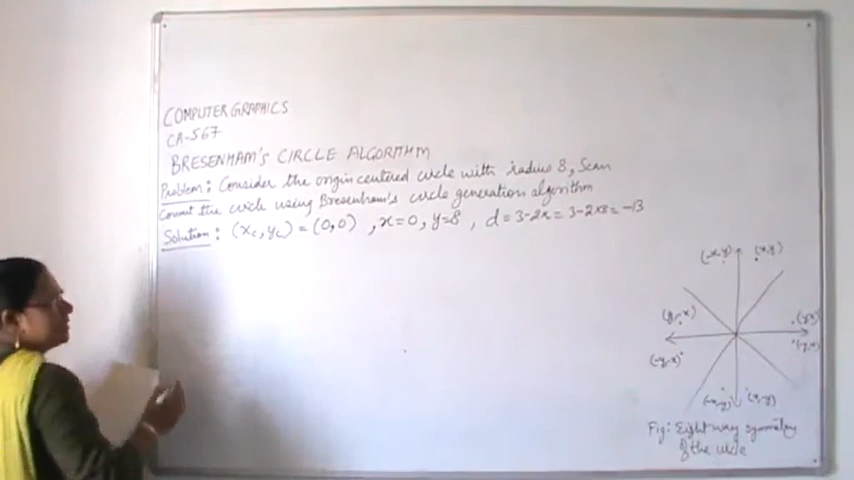 COMPUTER GRAPHICS
CA-567
BRESENHAM'S CIRCLE ALGORITHM
Problem: Consider the origin centered circle with radius 8, Scan
Convert the circle using Bresenham's circle generation algorithm
Solution: (xc, yc) = (0,0) , x=0, y=8 , d = 3-2r = 3-2×8 = -13
(-x,y) (x,y)
(y,x)
(-y,-x)
(-x,-y) (x,-y)
Fig: Eight way symmetry
of the circle